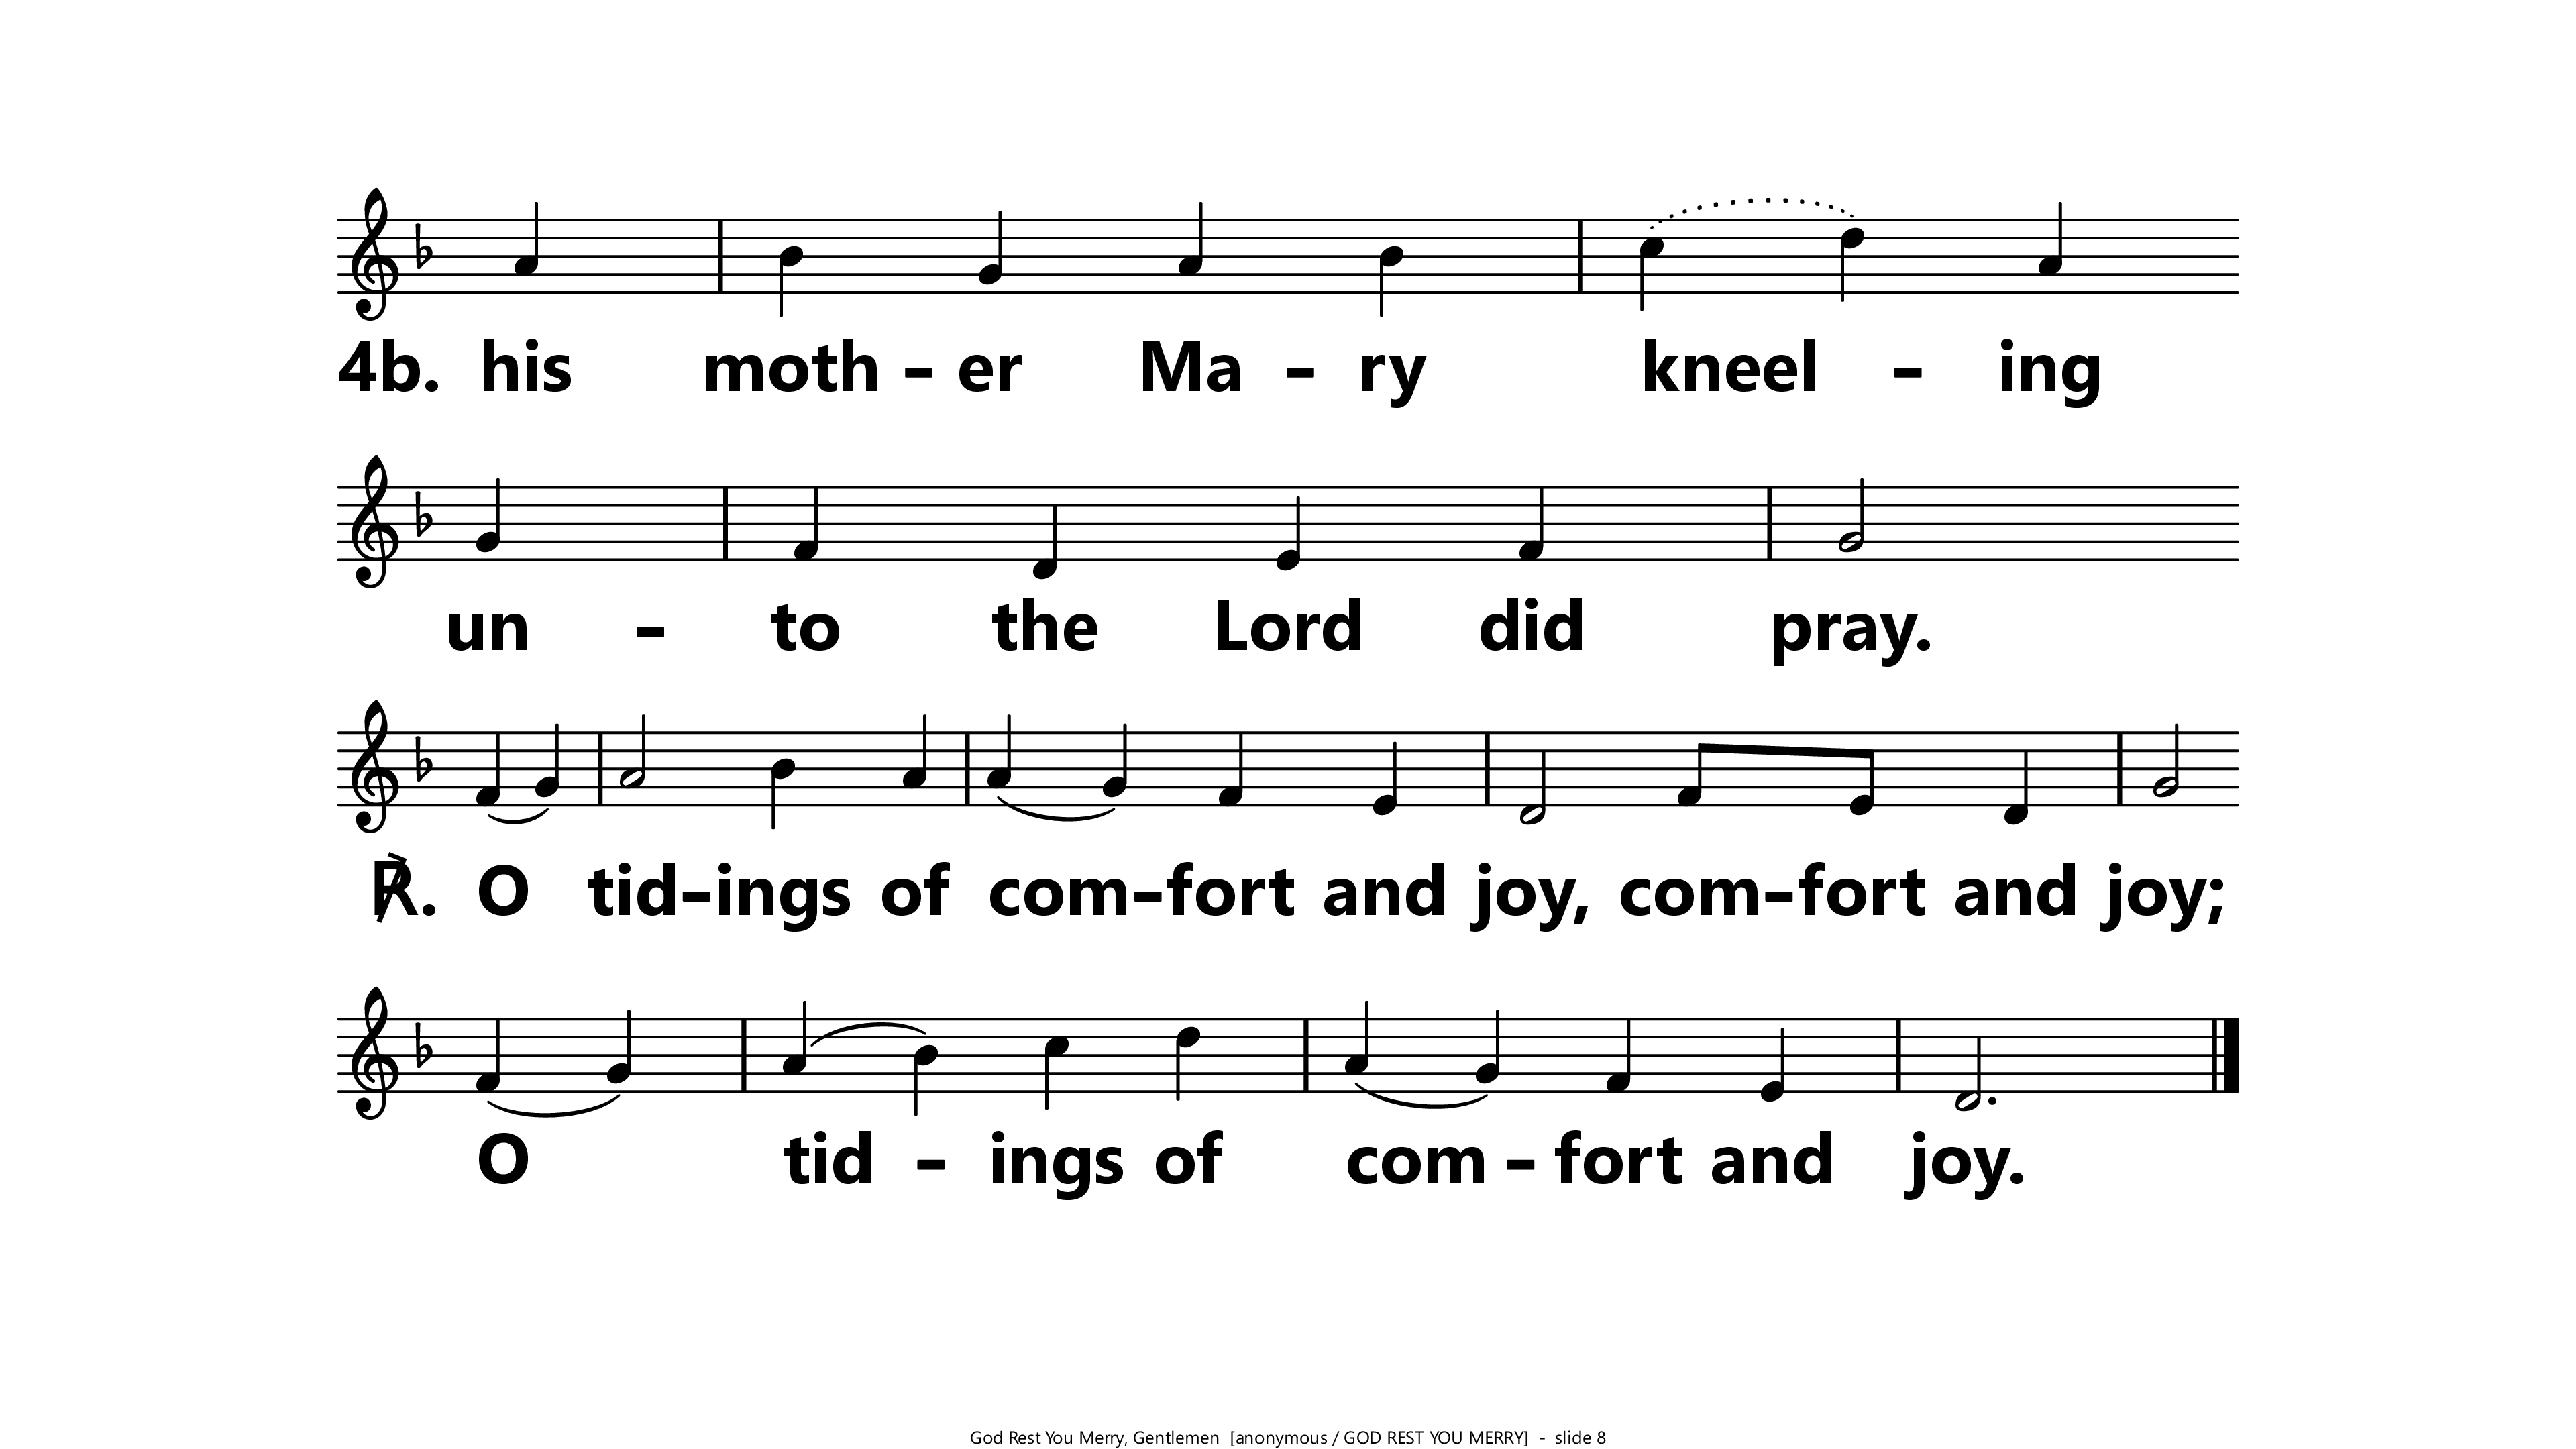 4b. his moth - er Ma - ry kneel - ing
un - to the Lord did pray.
℟. O tid-ings of com-fort and joy, com-fort and joy;
O tid - ings of com - fort and joy.
God Rest You Merry, Gentlemen [anonymous / GOD REST YOU MERRY] - slide 8